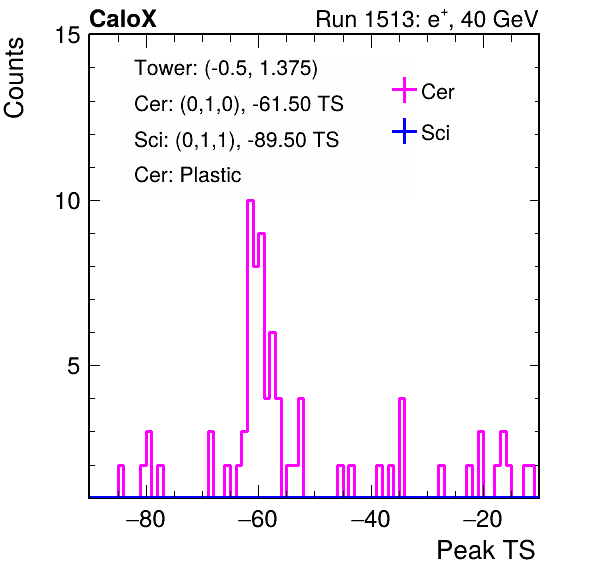 CaloX Run 1513: e+, 40 GeV
Counts
15
Tower: (-0.5, 1.375)
Cer: (0,1,0), -61.50 TS
Sci: (0,1,1), -89.50 TS
Cer: Plastic
Cer
Sci
10
5
−80 −60 −40 −20
Peak TS